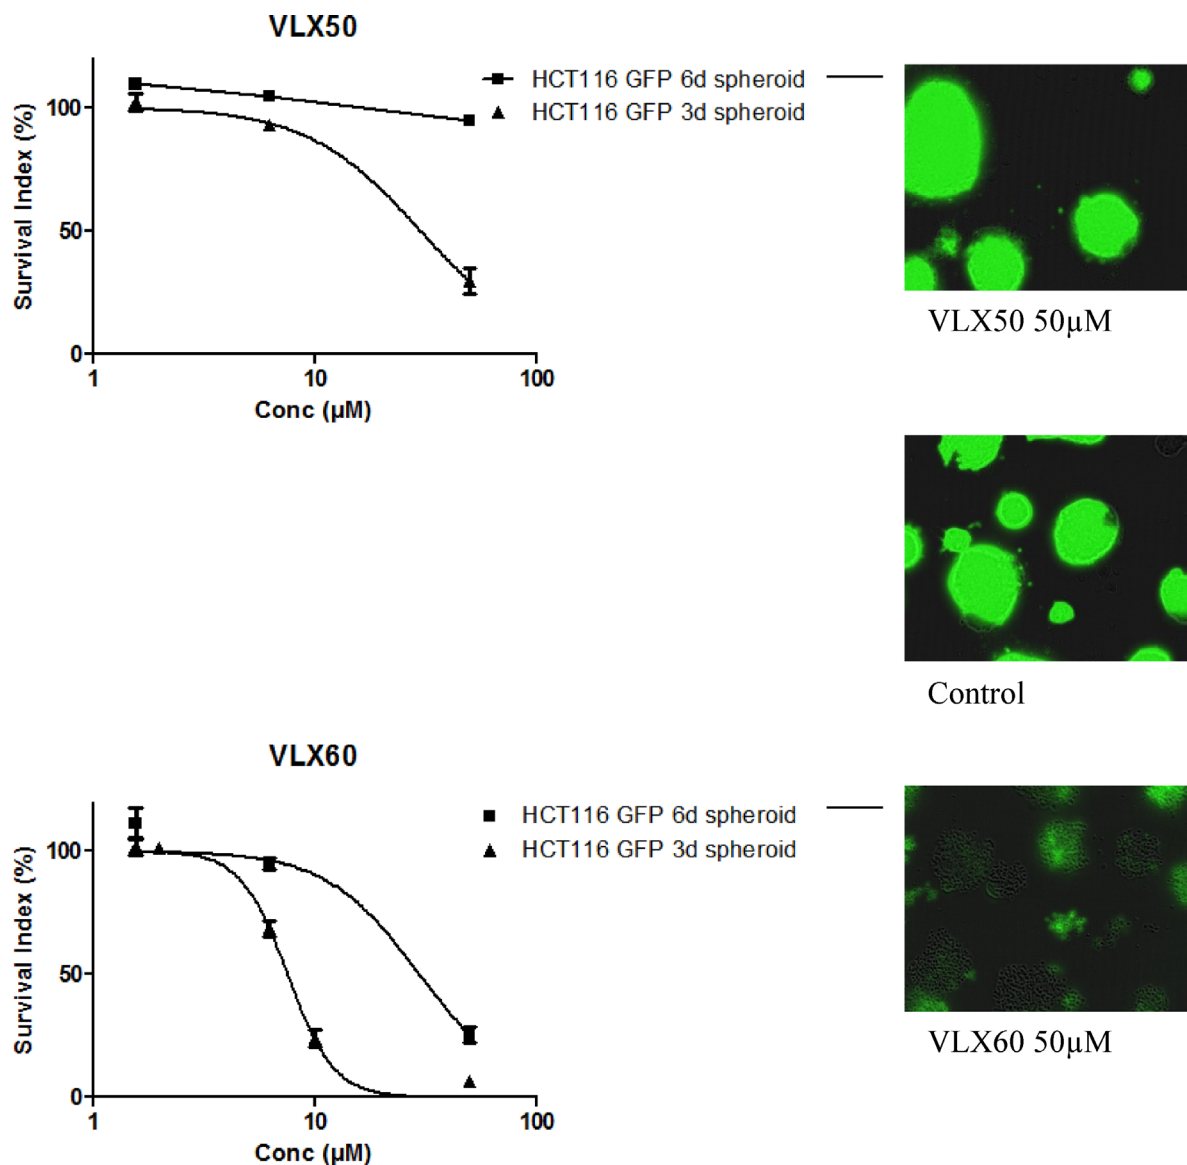 VLX50
HCT116 GFP 6d spheroid
HCT116 GFP 3d spheroid
Survival Index (%)
100
50
0
1
10
100
Conc (µM)
VLX50 50µM
Control
VLX60
HCT116 GFP 6d spheroid
HCT116 GFP 3d spheroid
Survival Index (%)
100
50
0
1
10
100
Conc (µM)
VLX60 50µM